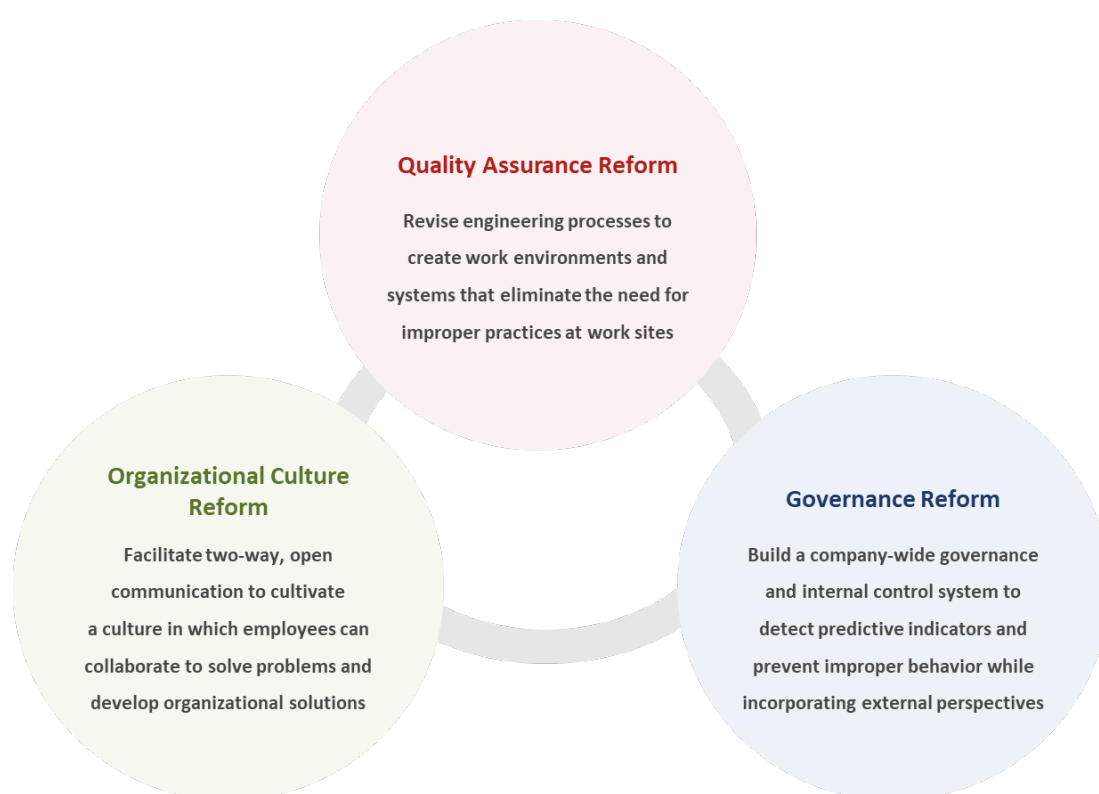 Quality Assurance Reform
Revise engineering processes to
create work environments and
systems that eliminate the need for
improper practices at work sites
Organizational Culture
Reform
Facilitate two-way, open
communication to cultivate
a culture in which employees can
collaborate to solve problems and
develop organizational solutions
Governance Reform
Build a company-wide governance
and internal control system to
detect predictive indicators and
prevent improper behavior while
incorporating external perspectives